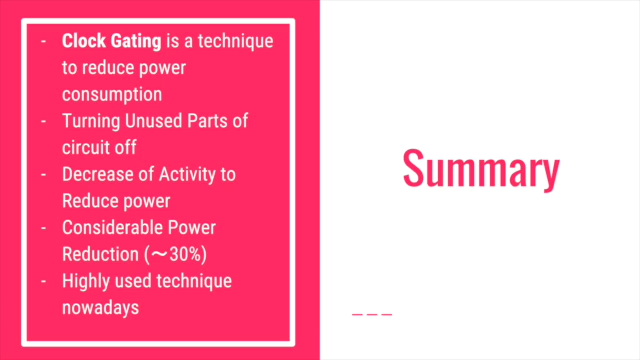 - Clock Gating is a technique
to reduce power
consumption
- Turning Unused Parts of
circuit off
- Decrease of Activity to
Reduce power
- Considerable Power
Reduction (～30%)
- Highly used technique
nowadays
Summary